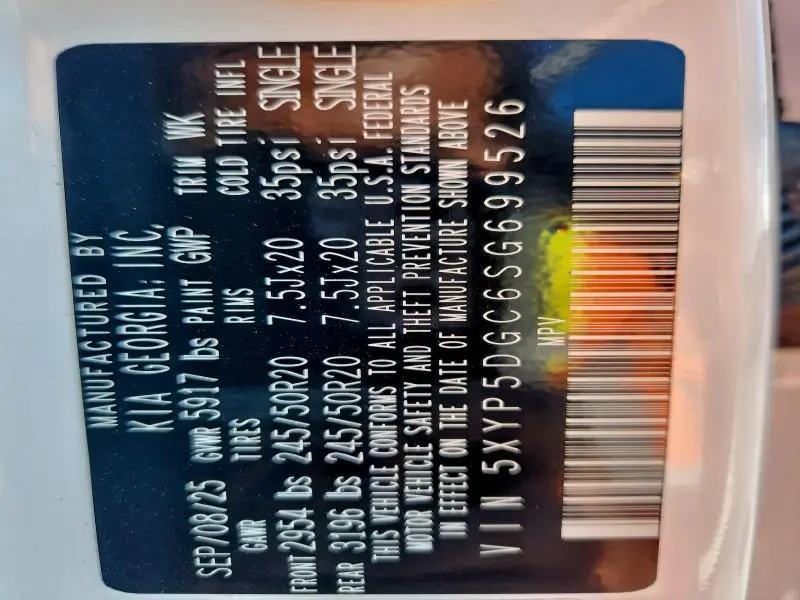 MANUFACTURED BY
KIA GEORGIA, INC.
SEP/08/25 GVWR 5917 lbs PAINT GWP TRIM WK
GAWR TIRES RIMS COLD TIRE INFL
FRONT 2954 lbs 245/50R20 7.5Jx20 35psi SINGLE
REAR 3196 lbs 245/50R20 7.5Jx20 35psi SINGLE
THIS VEHICLE CONFORMS TO ALL APPLICABLE U.S.A. FEDERAL
MOTOR VEHICLE SAFETY AND THEFT PREVENTION STANDARDS
IN EFFECT ON THE DATE OF MANUFACTURE SHOWN ABOVE
VIN 5XYP5DGC6SG699526
MPV